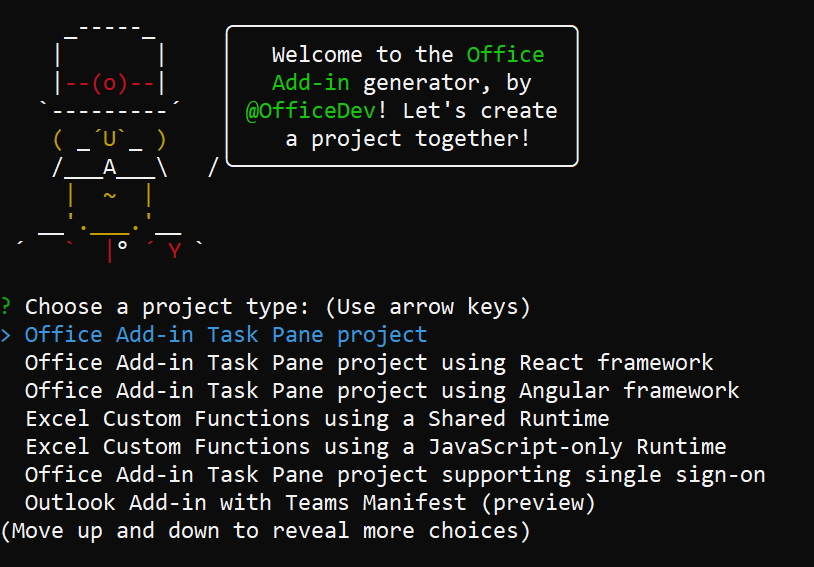 Welcome to the Office
Add-in generator, by
@OfficeDev! Let's create
a project together!
? Choose a project type: (Use arrow keys)
> Office Add-in Task Pane project
Office Add-in Task Pane project using React framework
Office Add-in Task Pane project using Angular framework
Excel Custom Functions using a Shared Runtime
Excel Custom Functions using a JavaScript-only Runtime
Office Add-in Task Pane project supporting single sign-on
Outlook Add-in with Teams Manifest (preview)
(Move up and down to reveal more choices)